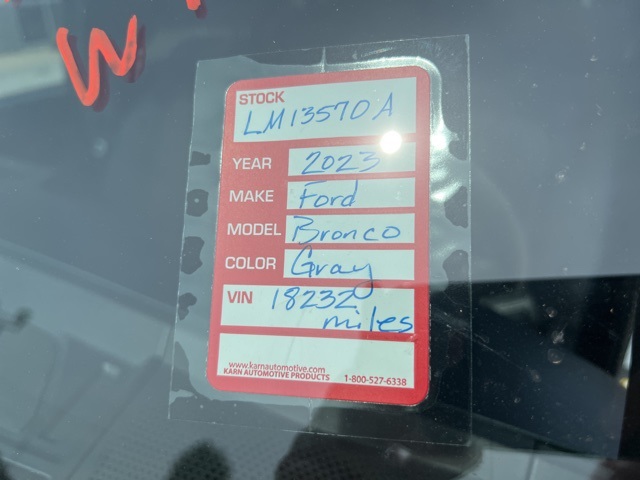 W
STOCK
LM13570A
YEAR 2023
MAKE Ford
MODEL Bronco
COLOR Gray
VIN 18232
miles
www.karnautomotive.com
KARN AUTOMOTIVE PRODUCTS 1-800-527-6338